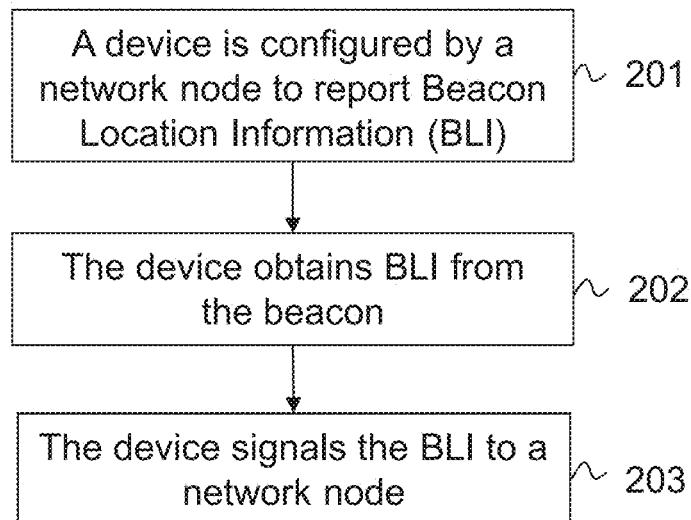 A device is configured by a
network node to report Beacon
Location Information (BLI)
201
The device obtains BLI from
the beacon
202
The device signals the BLI to a
network node
203